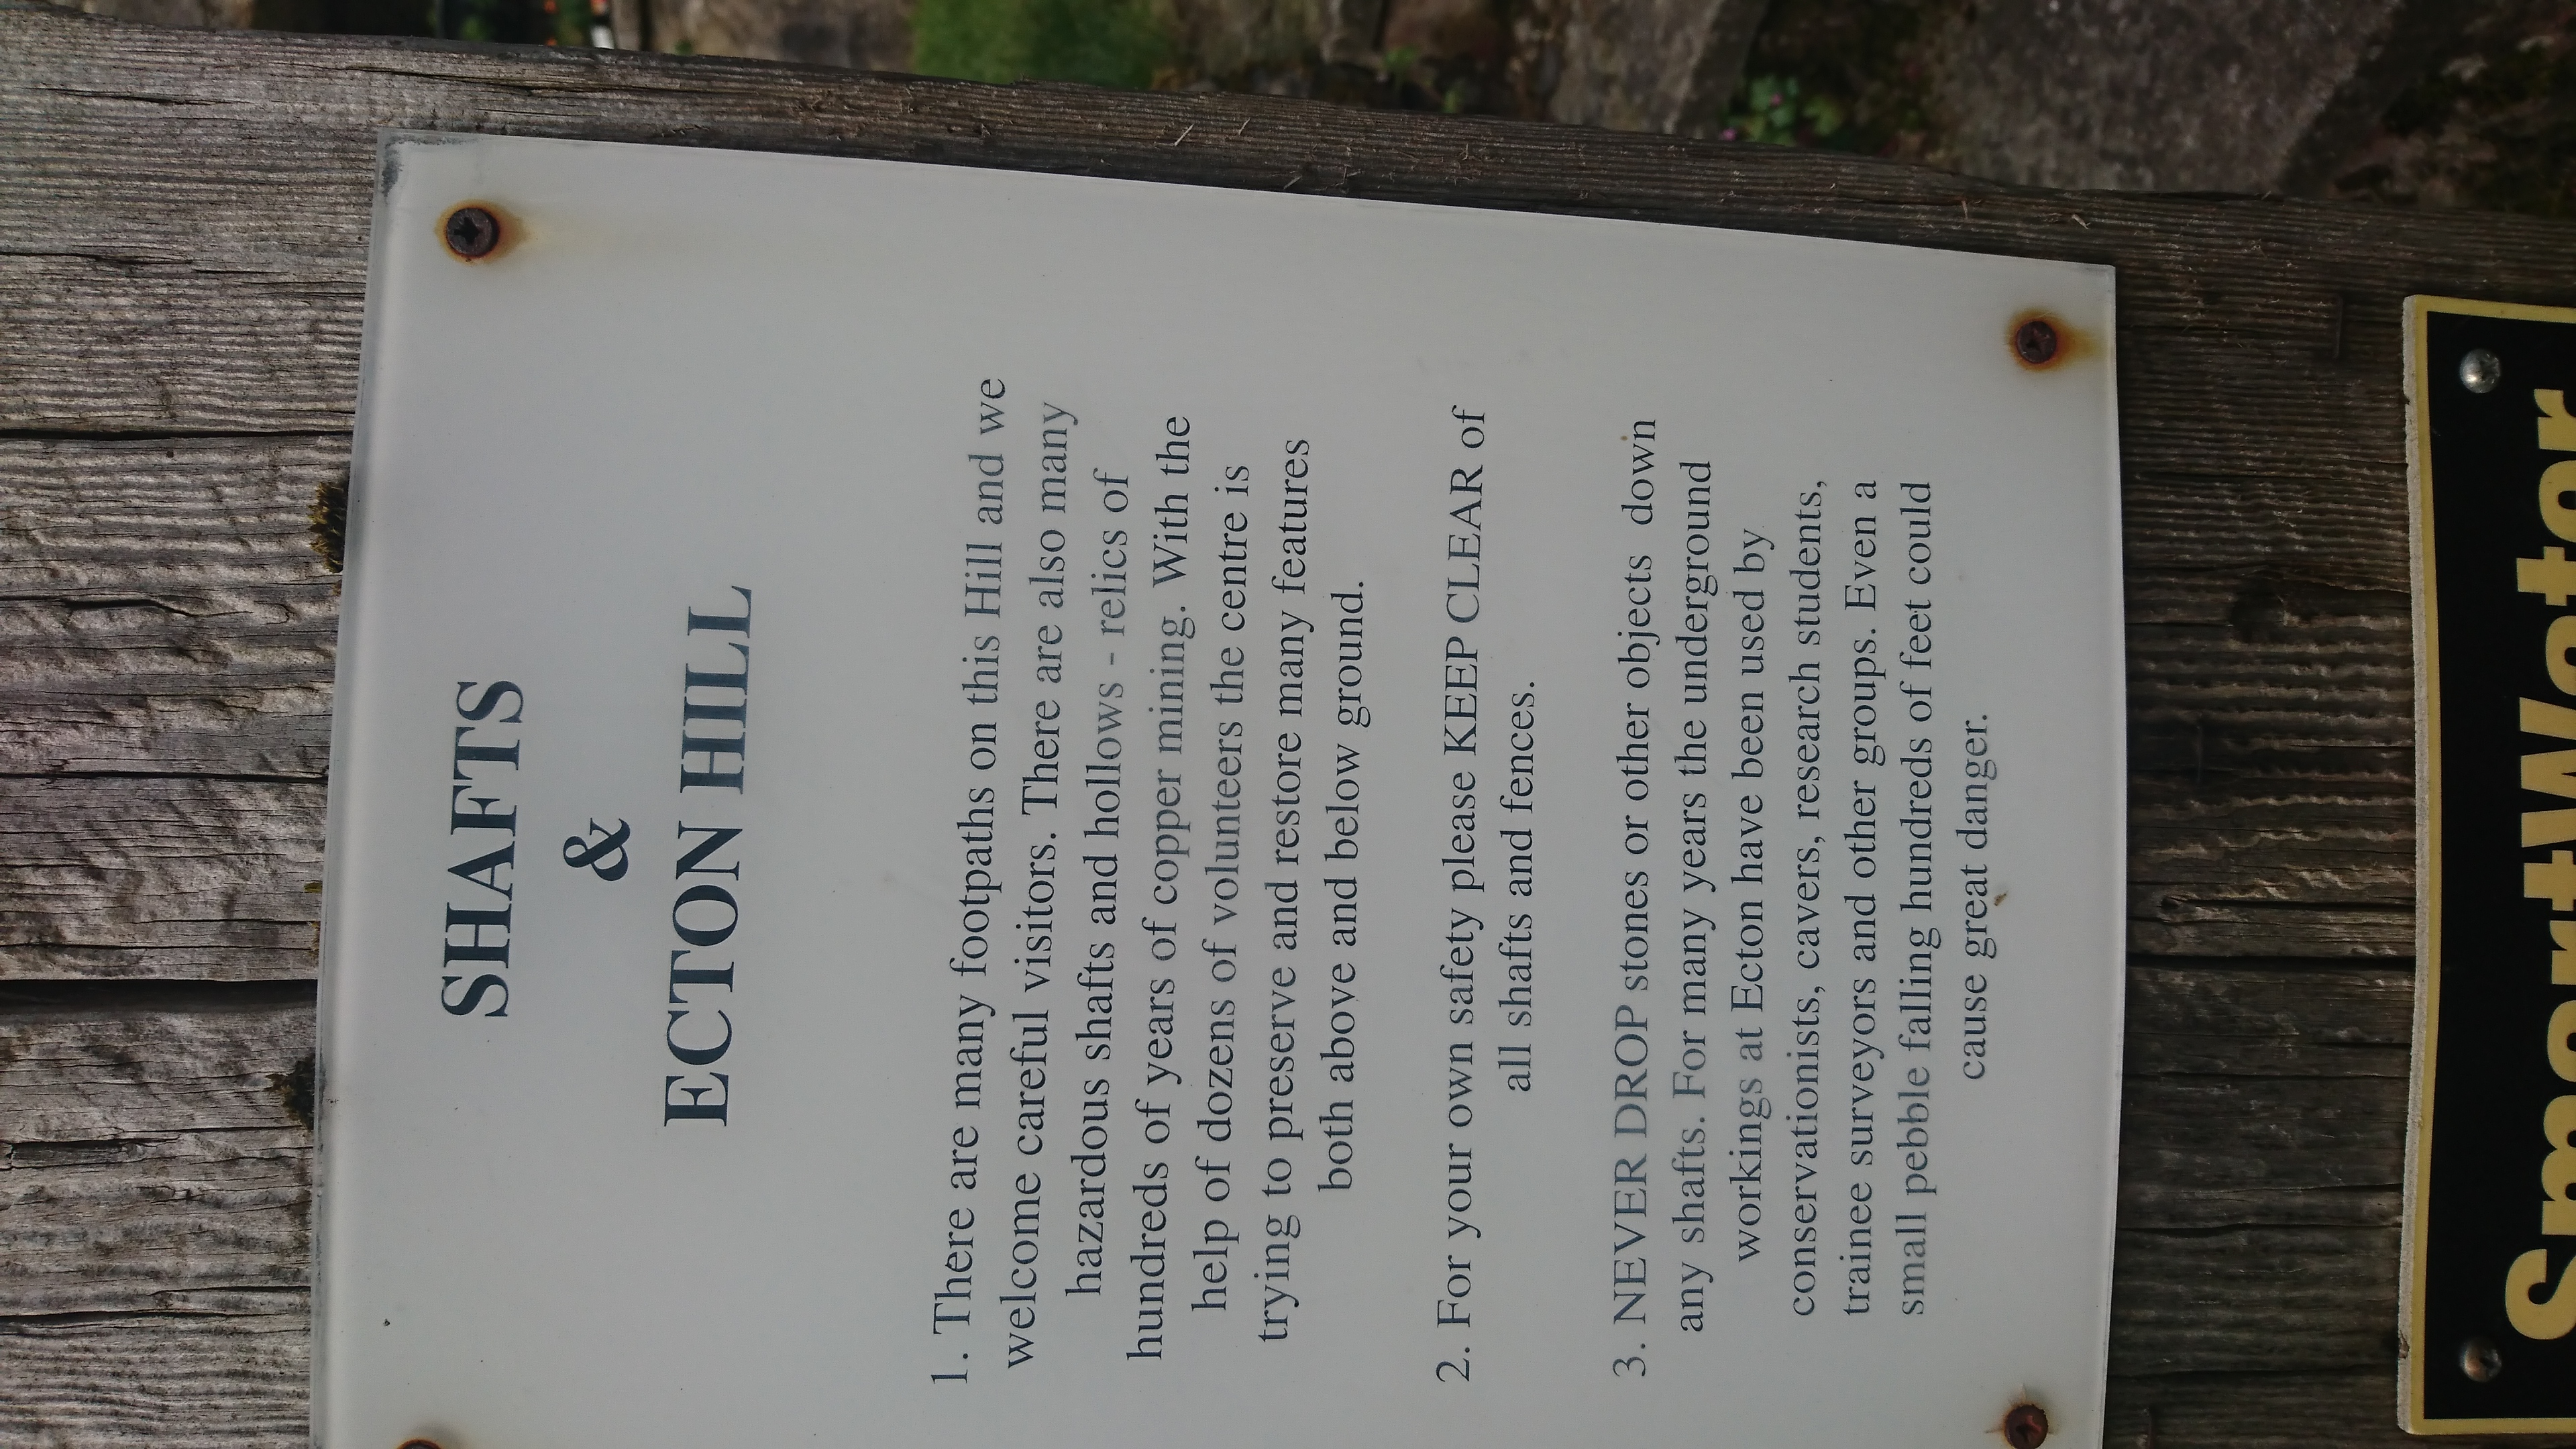 SHAFTS
&
ECTON HILL
1. There are many footpaths on this Hill and we
welcome careful visitors. There are also many
hazardous shafts and hollows - relics of
hundreds of years of copper mining. With the
help of dozens of volunteers the centre is
trying to preserve and restore many features
both above and below ground.
2. For your own safety please KEEP CLEAR of
all shafts and fences.
3. NEVER DROP stones or other objects down
any shafts. For many years the underground
workings at Ecton have been used by
conservationists, cavers, research students,
trainee surveyors and other groups. Even a
small pebble falling hundreds of feet could
cause great danger.
SmartWater